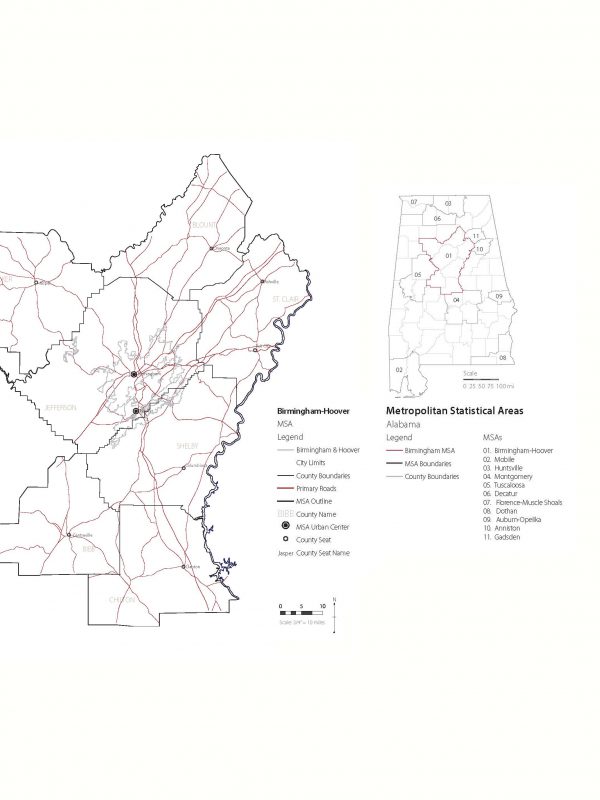 BLOUNT
ST. CLAIR
JEFFERSON
SHELBY
BIBB
CHILTON
Ashville
Centreville
Clanton
Birmingham-Hoover
MSA
Legend
Birmingham & Hoover
City Limits
County Boundaries
Primary Roads
MSA Outline
BIBB County Name
MSA Urban Center
County Seat
Jasper County Seat Name
0 5 10
Scale 3/4"= 10 miles
N
07
03
06
11
10
01
05
04
09
08
02
Scale
0 25 50 75 100 mi
Metropolitan Statistical Areas
Alabama
Legend
Birmingham MSA
MSA Boundaries
County Boundaries
MSAs
01. Birmingham-Hoover
02. Mobile
03. Huntsville
04. Montgomery
05. Tuscaloosa
06. Decatur
07. Florence-Muscle Shoals
08. Dothan
09. Auburn-Opelika
10. Anniston
11. Gadsden